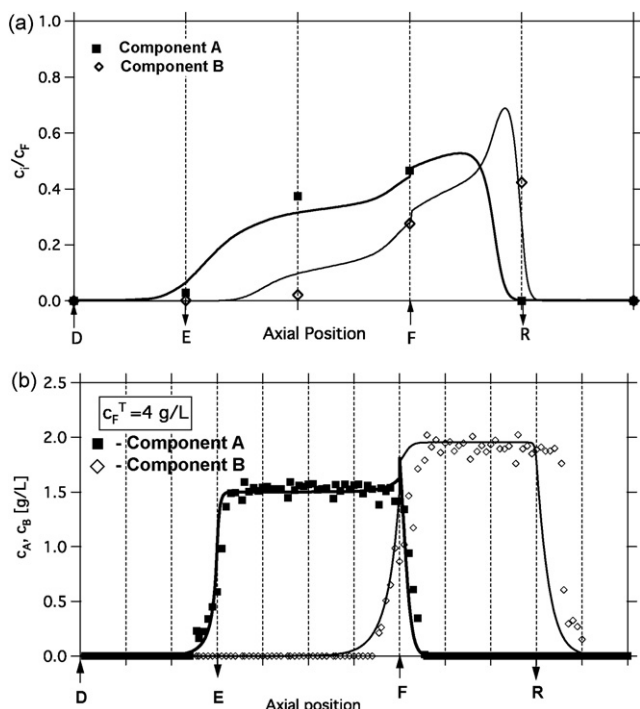 (a)
1.0
Component A
Component B
0.8
0.6
0.4
0.2
0.0
c_i/c_F
D
E
Axial Position
F
R
(b)
2.5
c_F^T =4 g/L
- Component A
- Component B
2.0
1.5
1.0
0.5
0.0
c_A, c_B [g/L]
D
E
F
R
Axial position